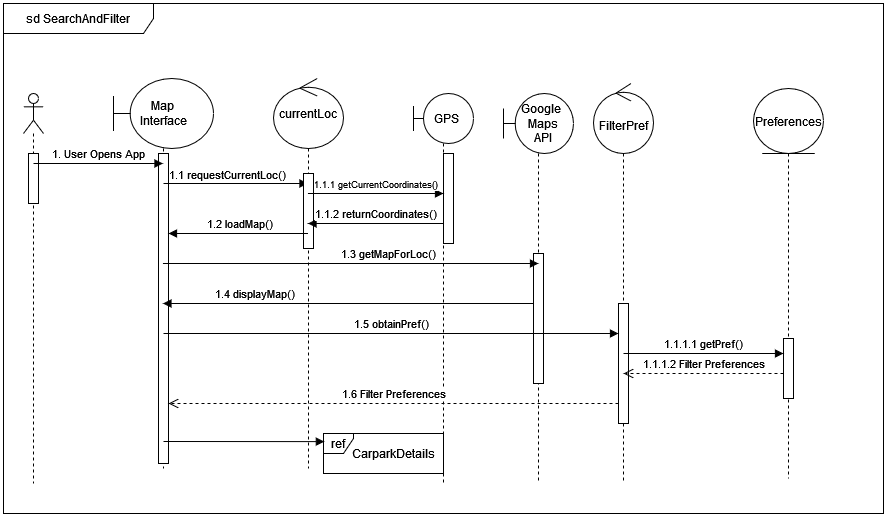 sd SearchAndFilter
Map
Interface
currentLoc
GPS
Google
Maps
API
FilterPref
Preferences
1. User Opens App
1.1 requestCurrentLoc()
1.1.1 getCurrentCoordinates()
1.1.2 returnCoordinates()
1.2 loadMap()
1.3 getMapForLoc()
1.4 displayMap()
1.5 obtainPref()
1.1.1.1 getPref()
1.1.1.2 Filter Preferences
1.6 Filter Preferences
ref
CarparkDetails